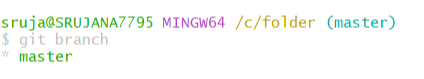 sruja@SRUJANA7795 MINGW64 /c/folder (master)
$ git branch
* master